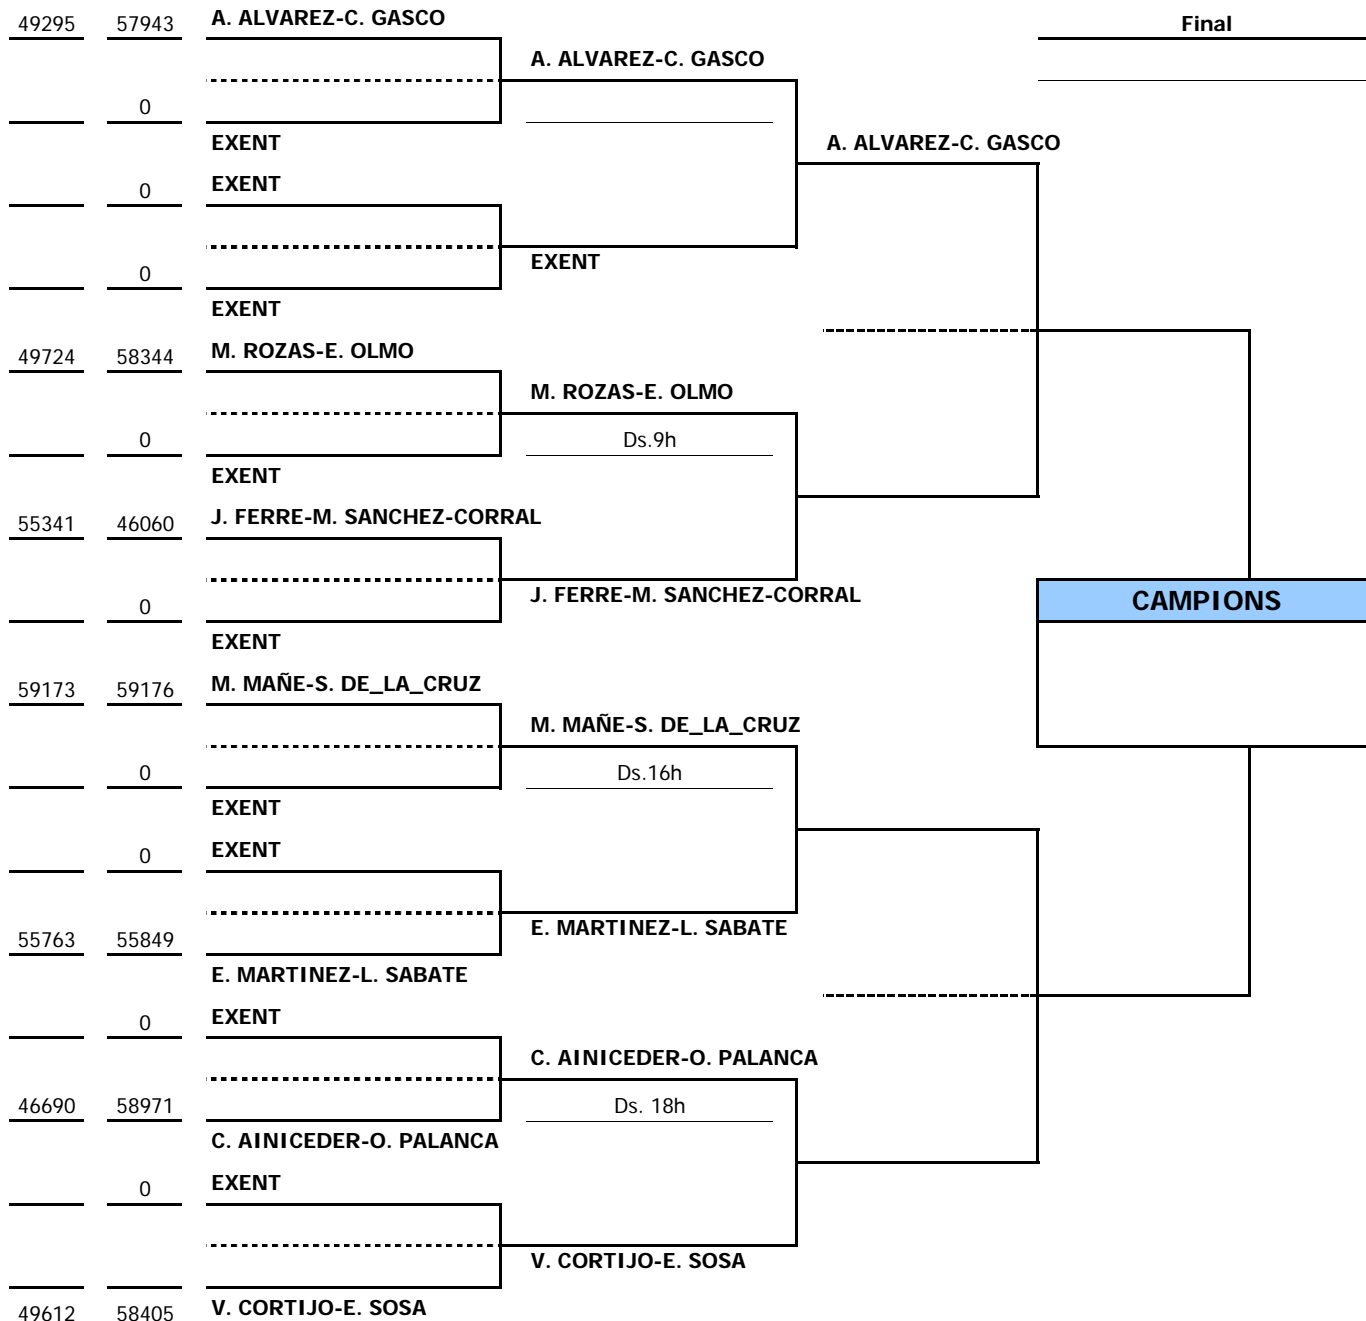 49295 57943 A. ALVAREZ-C. GASCO Final
A. ALVAREZ-C. GASCO
0
EXENT A. ALVAREZ-C. GASCO
0 EXENT
0 EXENT
EXENT
49724 58344 M. ROZAS-E. OLMO
M. ROZAS-E. OLMO
0 Ds.9h
EXENT
55341 46060 J. FERRE-M. SANCHEZ-CORRAL
0 J. FERRE-M. SANCHEZ-CORRAL CAMPIONS
EXENT
59173 59176 M. MAÑE-S. DE_LA_CRUZ
M. MAÑE-S. DE_LA_CRUZ
0 Ds.16h
EXENT
0 EXENT
55763 55849 E. MARTINEZ-L. SABATE
E. MARTINEZ-L. SABATE
0 EXENT
C. AINICEDER-O. PALANCA
46690 58971 Ds. 18h
C. AINICEDER-O. PALANCA
0 EXENT
V. CORTIJO-E. SOSA
49612 58405 V. CORTIJO-E. SOSA